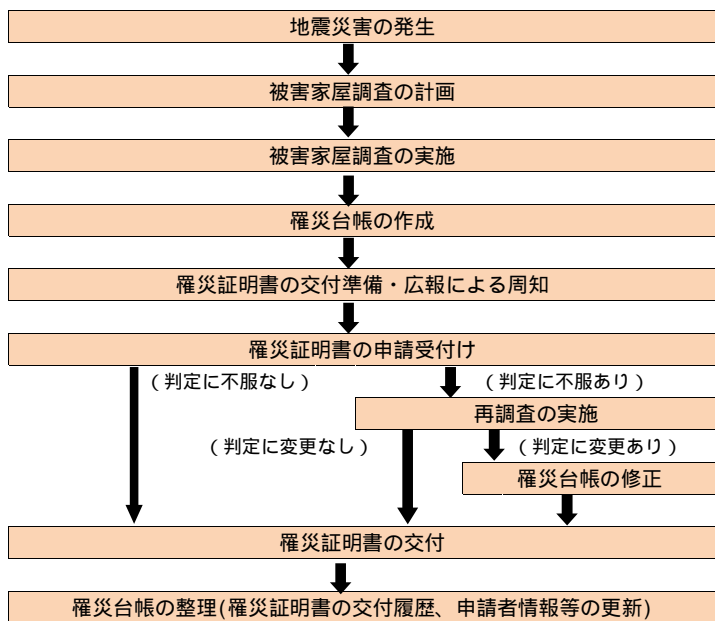 地震災害の発生
被害家屋調査の計画
被害家屋調査の実施
罹災台帳の作成
罹災証明書の交付準備・広報による周知
罹災証明書の申請受付け
（判定に不服なし）
（判定に不服あり）
再調査の実施
（判定に変更なし）
（判定に変更あり）
罹災台帳の修正
罹災証明書の交付
罹災台帳の整理(罹災証明書の交付履歴、申請者情報等の更新)